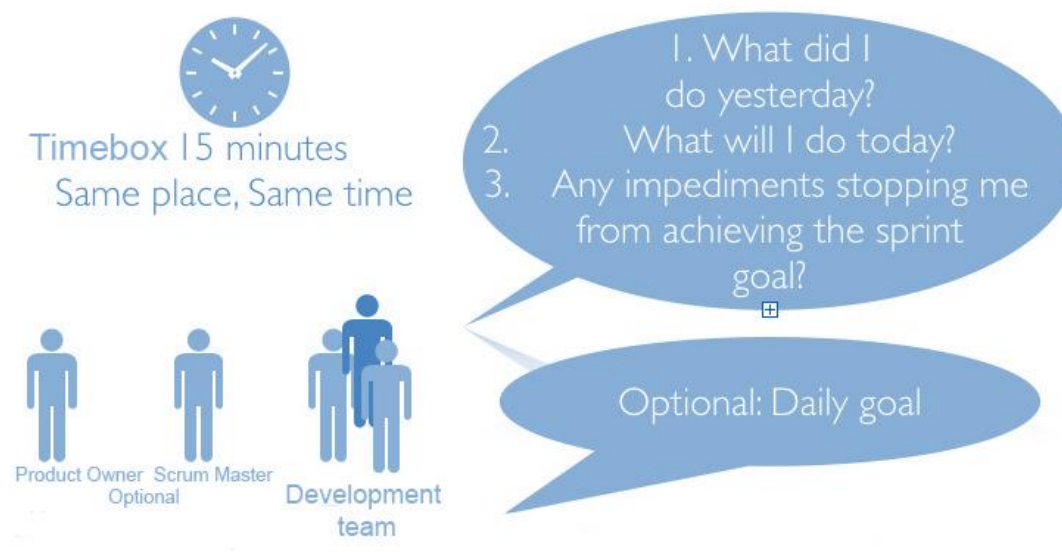 Timebox 15 minutes
Same place, Same time
1. What did I
do yesterday?
2. What will I do today?
3. Any impediments stopping me
from achieving the sprint
goal?
Optional: Daily goal
Product Owner Scrum Master
Optional
Development
team